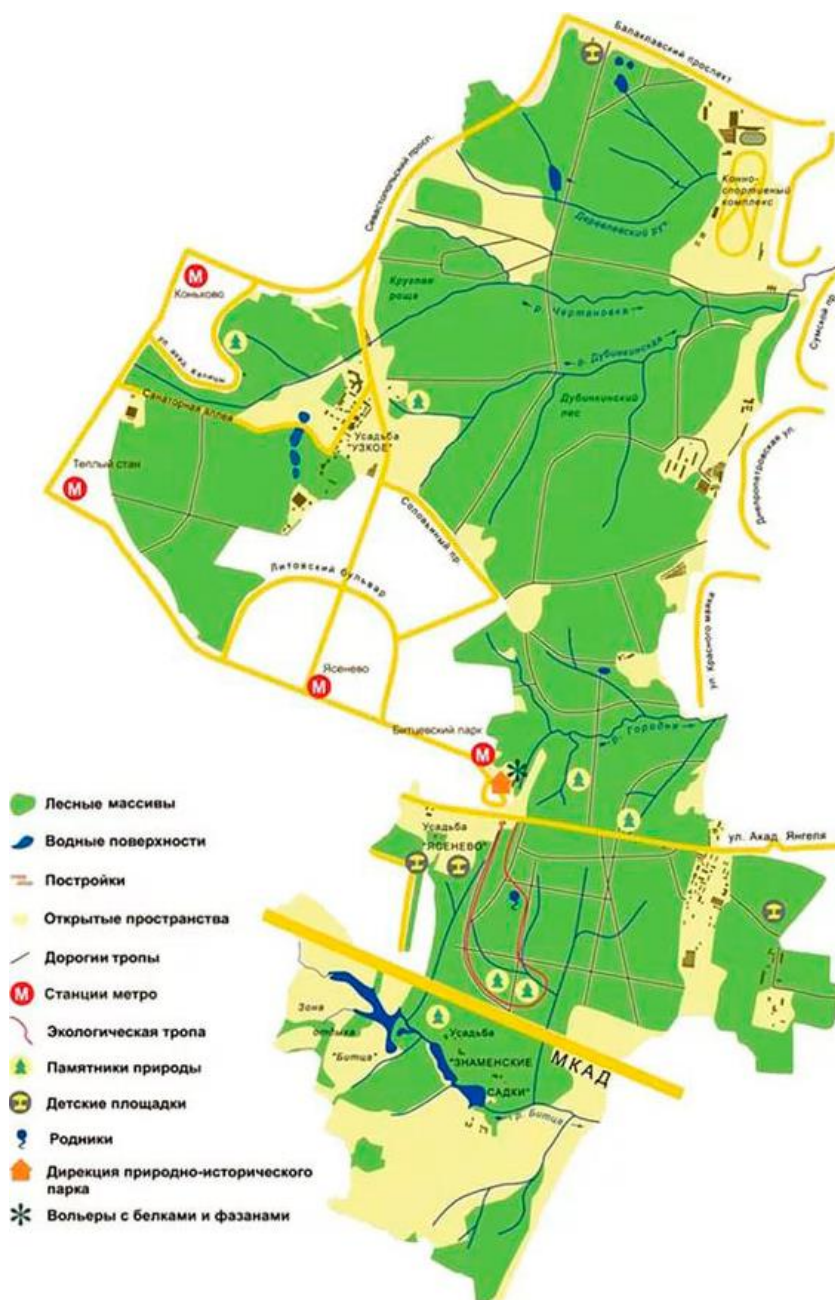 Балаклавский проспект
Севастопольский просп.
Конно-
спортивный
комплекс
Деревлевский руч
М
Коньково
Круглая
роща
р. Чертановка
Сумской пр
ул. акад. Капицы
р. Дубинкинская
Санаторная аллея
Дубинкинский
лес
Усадьба
"УЗКОЕ"
Теплый стан
М
Днепропетровская ул.
Соловьиный пр.
Литовский бульвар
ул. Красного маяка
Ясенево
М
Битцевский парк
М
р. Городня
Усадьба
"ЯСЕНЕВО"
ул. Акад. Янгеля
Зона
отдыха
"Битца"
Усадьба
"ЗНАМЕНСКИЕ
САДКИ"
МКАД
р. Битца
Лесные массивы
Водные поверхности
Постройки
Открытые пространства
Дорогии тропы
М Станции метро
Экологическая тропа
Памятники природы
Детские площадки
Родники
Дирекция природно-исторического
парка
Вольеры с белками и фазанами